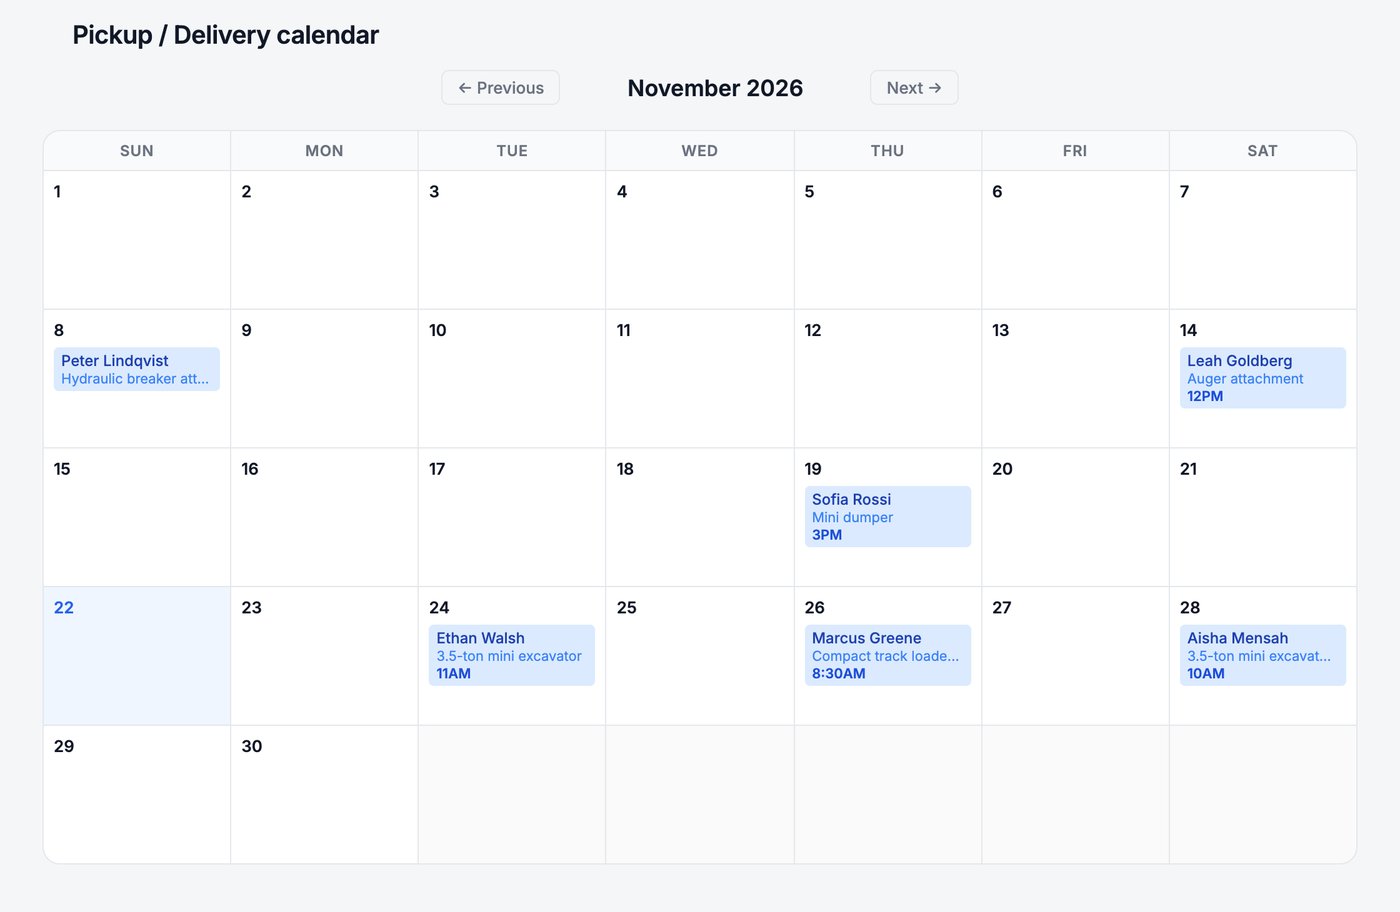 Pickup / Delivery calendar
← Previous
November 2026
Next →
SUN MON TUE WED THU FRI SAT
1 2 3 4 5 6 7
8 9 10 11 12 13 14
Peter Lindqvist
Hydraulic breaker att...
Leah Goldberg
Auger attachment
12PM
15 16 17 18 19 20 21
Sofia Rossi
Mini dumper
3PM
22 23 24 25 26 27 28
Ethan Walsh
3.5-ton mini excavator
11AM
Marcus Greene
Compact track loade...
8:30AM
Aisha Mensah
3.5-ton mini excavat...
10AM
29 30